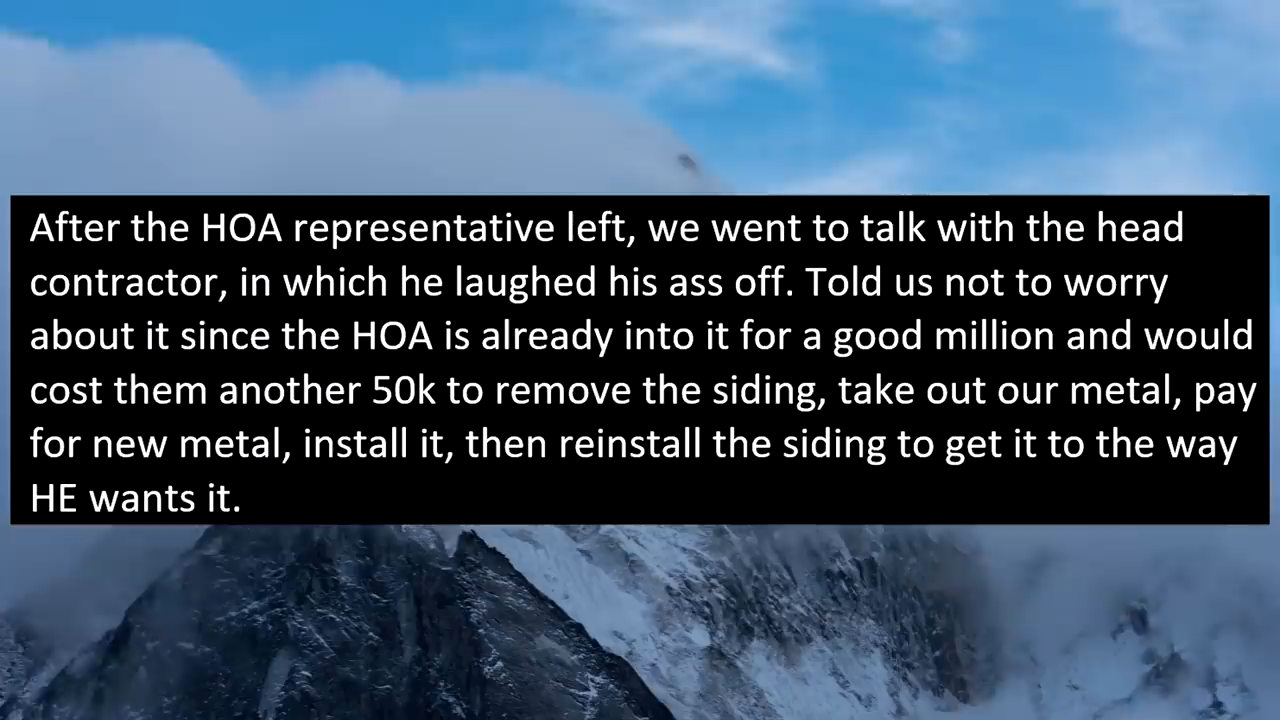 After the HOA representative left, we went to talk with the head
contractor, in which he laughed his ass off. Told us not to worry
about it since the HOA is already into it for a good million and would
cost them another 50k to remove the siding, take out our metal, pay
for new metal, install it, then reinstall the siding to get it to the way
HE wants it.